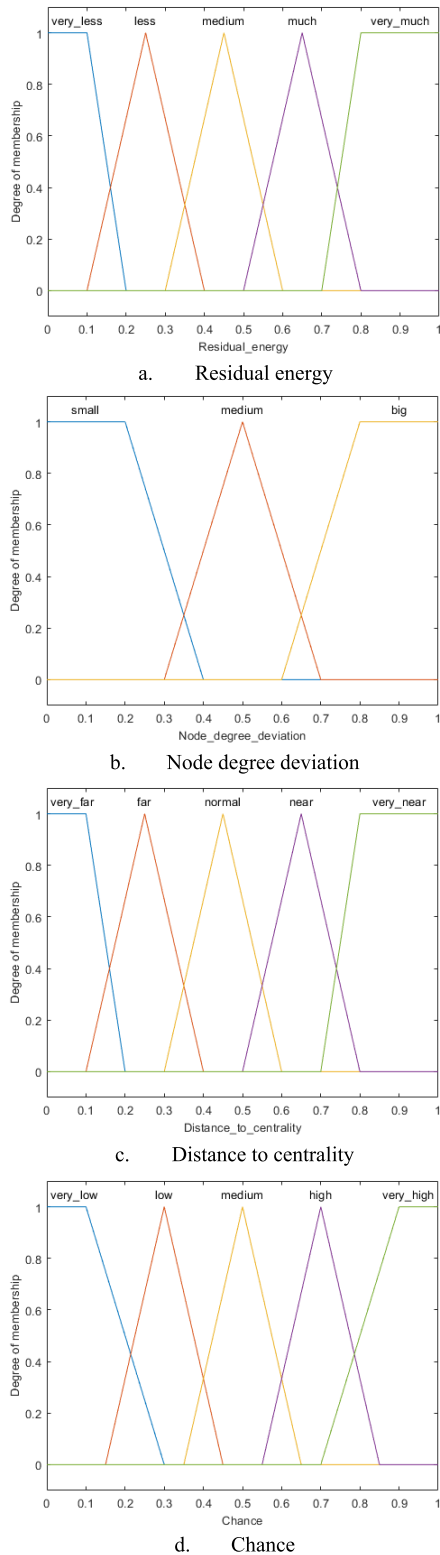 very_less less medium much very_much
1
0.8
0.6
0.4
0.2
0
Degree of membership
0 0.1 0.2 0.3 0.4 0.5 0.6 0.7 0.8 0.9 1
Residual_energy
a. Residual energy
small medium big
1
0.8
0.6
0.4
0.2
0
Degree of membership
0 0.1 0.2 0.3 0.4 0.5 0.6 0.7 0.8 0.9 1
Node_degree_deviation
b. Node degree deviation
very_far far normal near very_near
1
0.8
0.6
0.4
0.2
0
Degree of membership
0 0.1 0.2 0.3 0.4 0.5 0.6 0.7 0.8 0.9 1
Distance_to_centrality
c. Distance to centrality
very_low low medium high very_high
1
0.8
0.6
0.4
0.2
0
Degree of membership
0 0.1 0.2 0.3 0.4 0.5 0.6 0.7 0.8 0.9 1
Chance
d. Chance